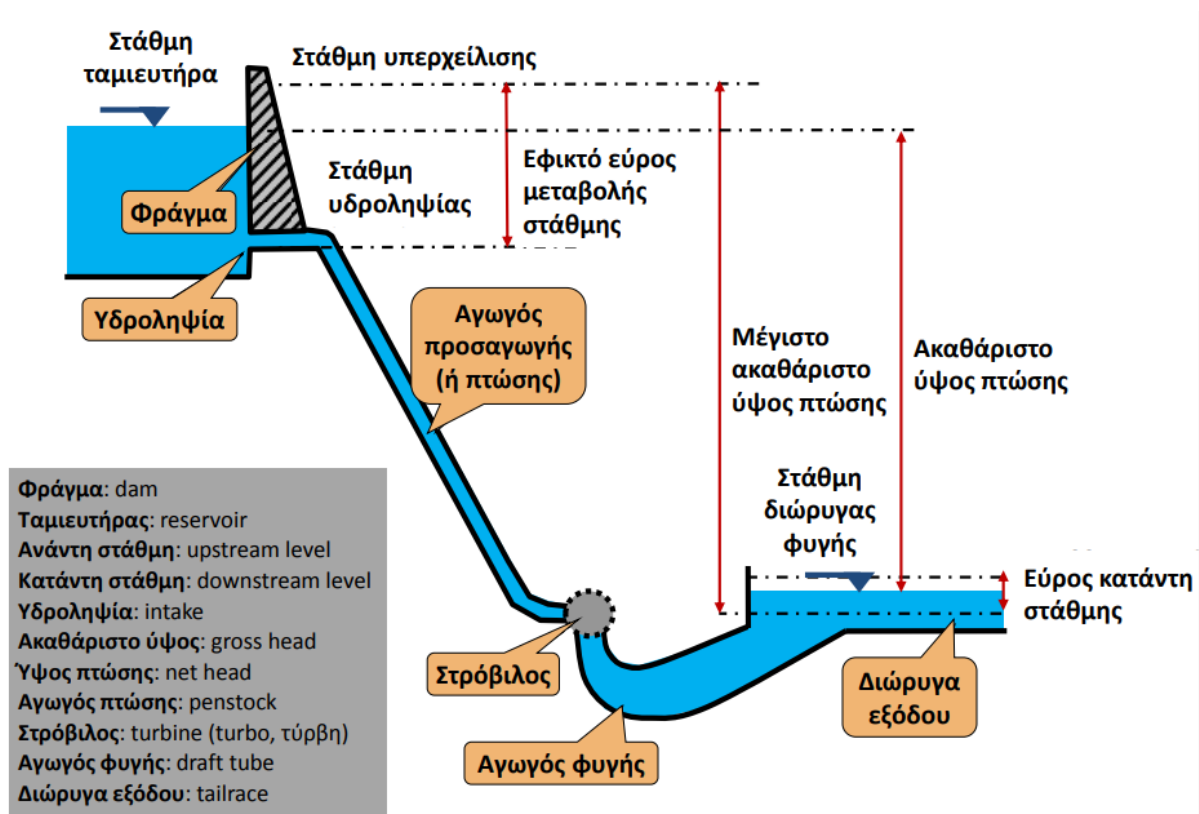 Στάθμη
ταμιευτήρα
Στάθμη υπερχείλισης
Στάθμη
υδροληψίας
Εφικτό εύρος
μεταβολής
στάθμης
Φράγμα
Υδροληψία
Αγωγός
προσαγωγής
(ή πτώσης)
Μέγιστο
ακαθάριστο
ύψος πτώσης
Ακαθάριστο
ύψος πτώσης
Στάθμη
διώρυγας
φυγής
Εύρος κατάντη
στάθμης
Στρόβιλος
Διώρυγα
εξόδου
Αγωγός φυγής
Φράγμα: dam
Ταμιευτήρας: reservoir
Ανάντη στάθμη: upstream level
Κατάντη στάθμη: downstream level
Υδροληψία: intake
Ακαθάριστο ύψος: gross head
Ύψος πτώσης: net head
Αγωγός πτώσης: penstock
Στρόβιλος: turbine (turbo, τύρβη)
Αγωγός φυγής: draft tube
Διώρυγα εξόδου: tailrace